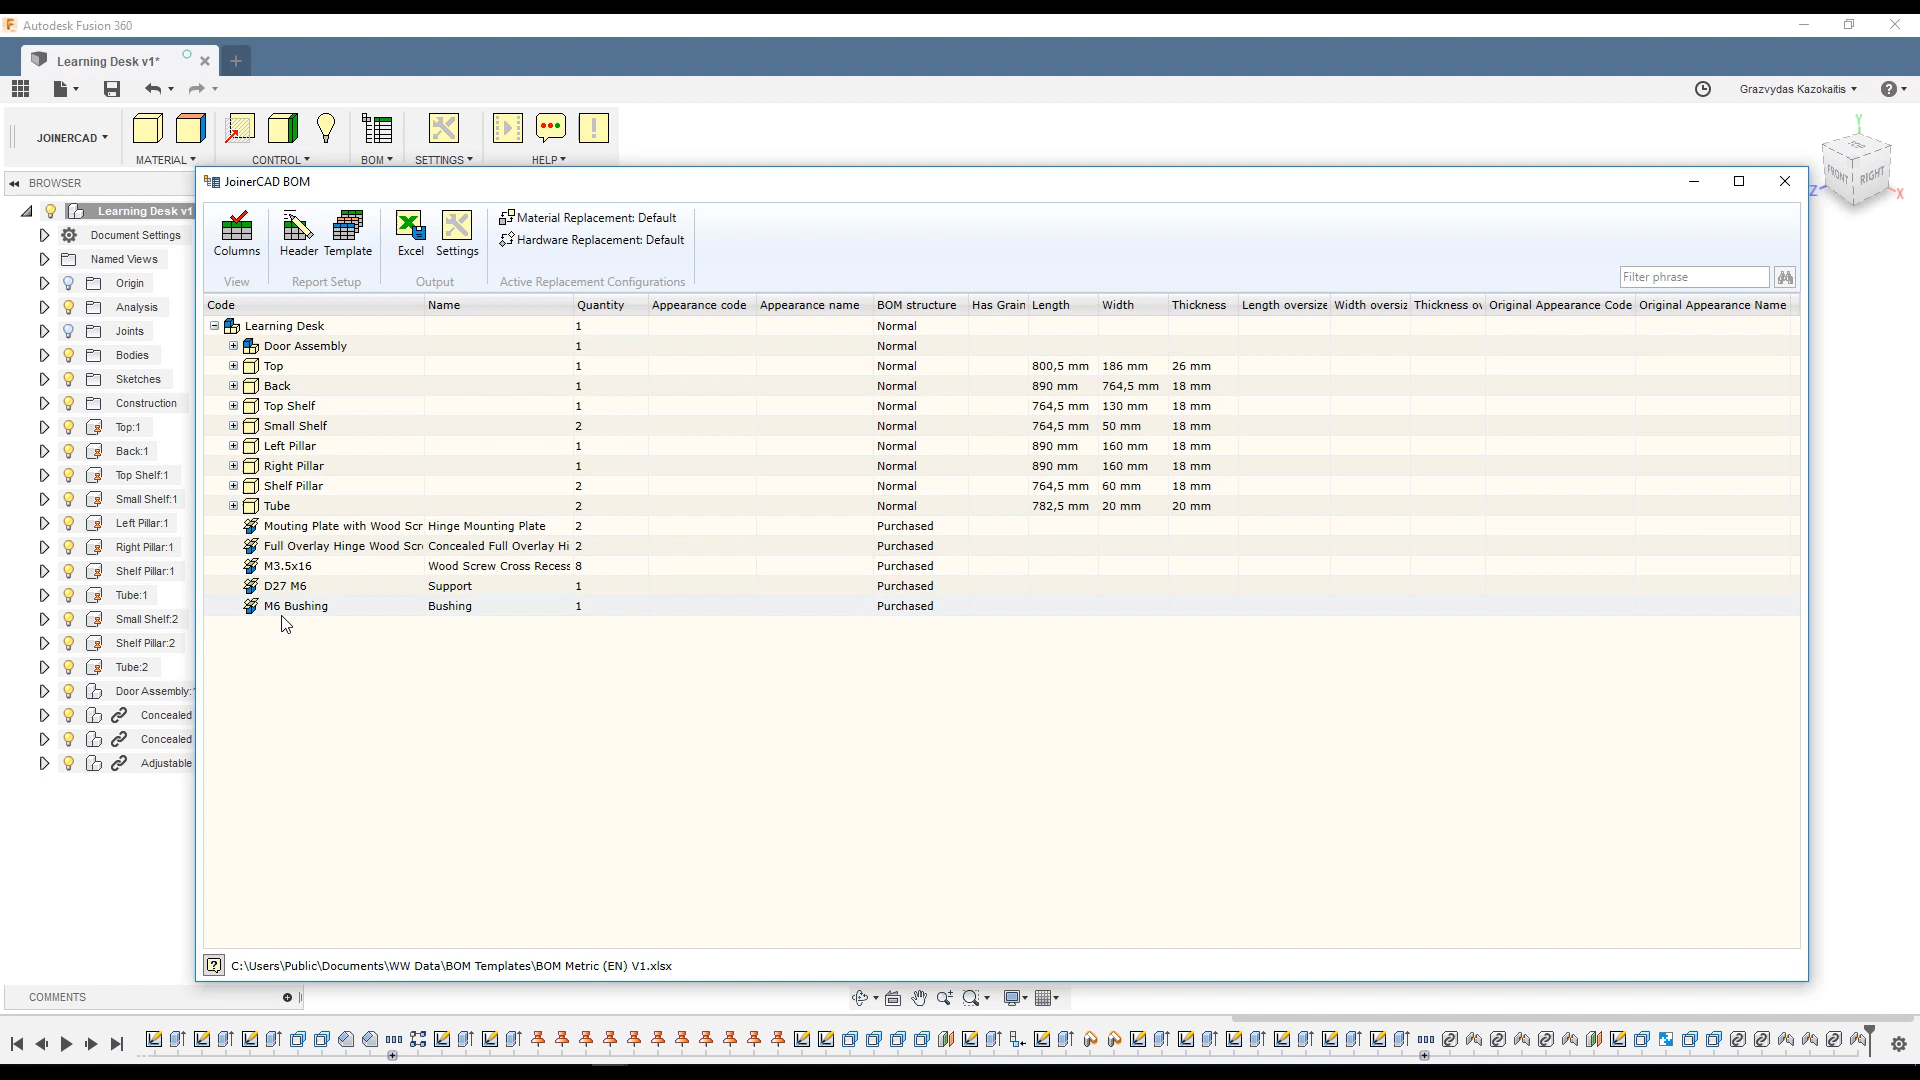 Autodesk Fusion 360
Learning Desk v1*
Grazvydas Kazokaitis
JOINERCAD
MATERIAL
CONTROL
BOM
SETTINGS
HELP
TOP
FRONT
RIGHT
Y
Z
X
BROWSER
Learning Desk v1
Document Settings
Named Views
Origin
Analysis
Joints
Bodies
Sketches
Construction
Top:1
Back:1
Top Shelf:1
Small Shelf:1
Left Pillar:1
Right Pillar:1
Shelf Pillar:1
Tube:1
Small Shelf:2
Shelf Pillar:2
Tube:2
Door Assembly:
Concealed
Concealed
Adjustable
JoinerCAD BOM
Columns
Header
Template
Excel
Settings
Material Replacement: Default
Hardware Replacement: Default
View
Report Setup
Output
Active Replacement Configurations
Filter phrase
Code Name Quantity Appearance code Appearance name BOM structure Has Grain Length Width Thickness Length oversize Width oversiz Thickness ov Original Appearance Code Original Appearance Name
Learning Desk 1 Normal
Door Assembly 1 Normal
Top 1 Normal 800,5 mm 186 mm 26 mm
Back 1 Normal 890 mm 764,5 mm 18 mm
Top Shelf 1 Normal 764,5 mm 130 mm 18 mm
Small Shelf 2 Normal 764,5 mm 50 mm 18 mm
Left Pillar 1 Normal 890 mm 160 mm 18 mm
Right Pillar 1 Normal 890 mm 160 mm 18 mm
Shelf Pillar 2 Normal 764,5 mm 60 mm 18 mm
Tube 2 Normal 782,5 mm 20 mm 20 mm
Mouting Plate with Wood Scr Hinge Mounting Plate 2 Purchased
Full Overlay Hinge Wood Scr Concealed Full Overlay Hi 2 Purchased
M3.5x16 Wood Screw Cross Recess 8 Purchased
D27 M6 Support 1 Purchased
M6 Bushing Bushing 1 Purchased
C:\Users\Public\Documents\WW Data\BOM Templates\BOM Metric (EN) V1.xlsx
COMMENTS